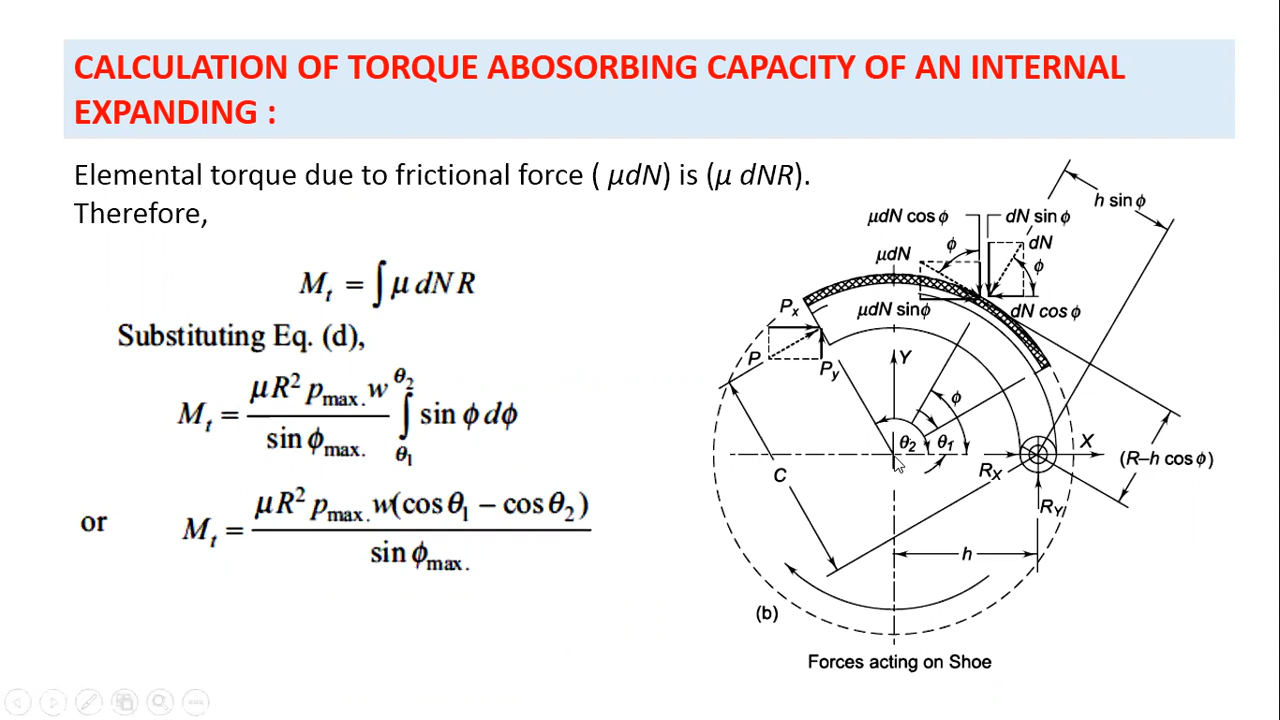 CALCULATION OF TORQUE ABOSORBING CAPACITY OF AN INTERNAL
EXPANDING :
Elemental torque due to frictional force ( μdN) is (μ dNR).
Therefore,
M_t = ∫ μ dN R
Substituting Eq. (d),
M_t = μR² p_max. w / sin ϕ_max. ∫_θ₁^θ₂ sin ϕ dϕ
or M_t = μR² p_max. w(cos θ₁ − cos θ₂) / sin ϕ_max.
h sin ϕ
μdN cos ϕ
dN sin ϕ
μdN
ϕ
dN
ϕ
P_x
μdN sinϕ
dN cos ϕ
P
P_y
Y
ϕ
θ₂
θ₁
X
C
R_X
(R–h cosϕ)
R_Y
h
(b)
Forces acting on Shoe